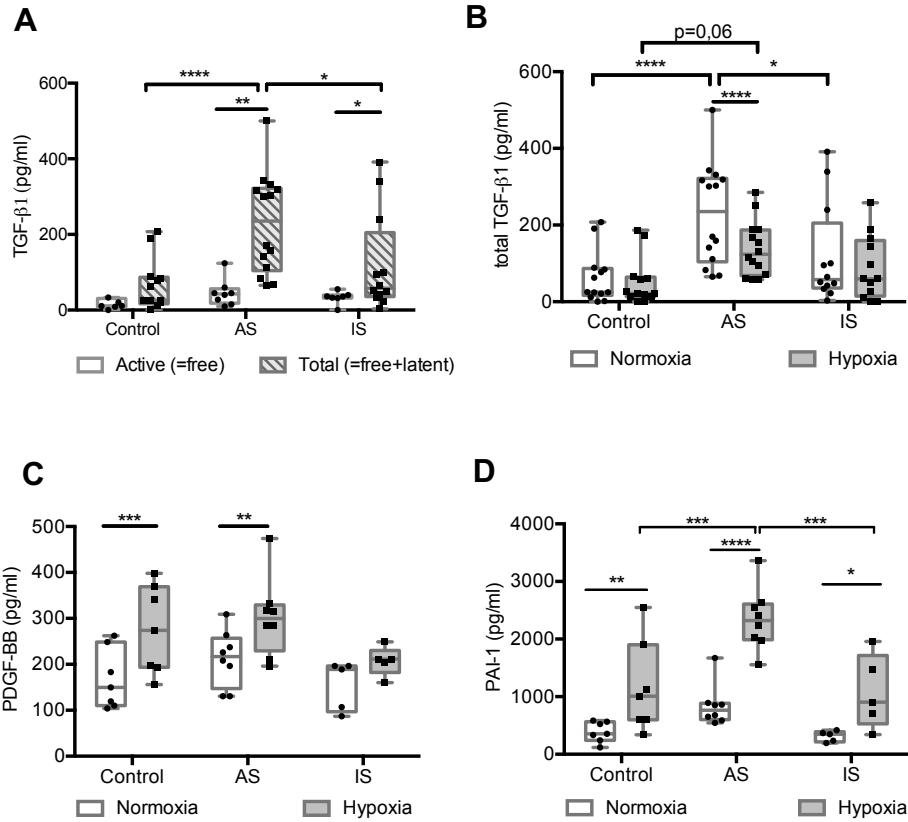 A
****
*
**
*
600
400
200
0
TGF-β1 (pg/ml)
Control
AS
IS
Active (=free)
Total (=free+latent)
B
p=0,06
****
*
****
600
400
200
0
total TGF-β1 (pg/ml)
Control
AS
IS
Normoxia
Hypoxia
C
***
**
500
400
300
200
100
0
PDGF-BB (pg/ml)
Control
AS
IS
Normoxia
Hypoxia
D
***
***
****
**
*
4000
3000
2000
1000
0
PAI-1 (pg/ml)
Control
AS
IS
Normoxia
Hypoxia